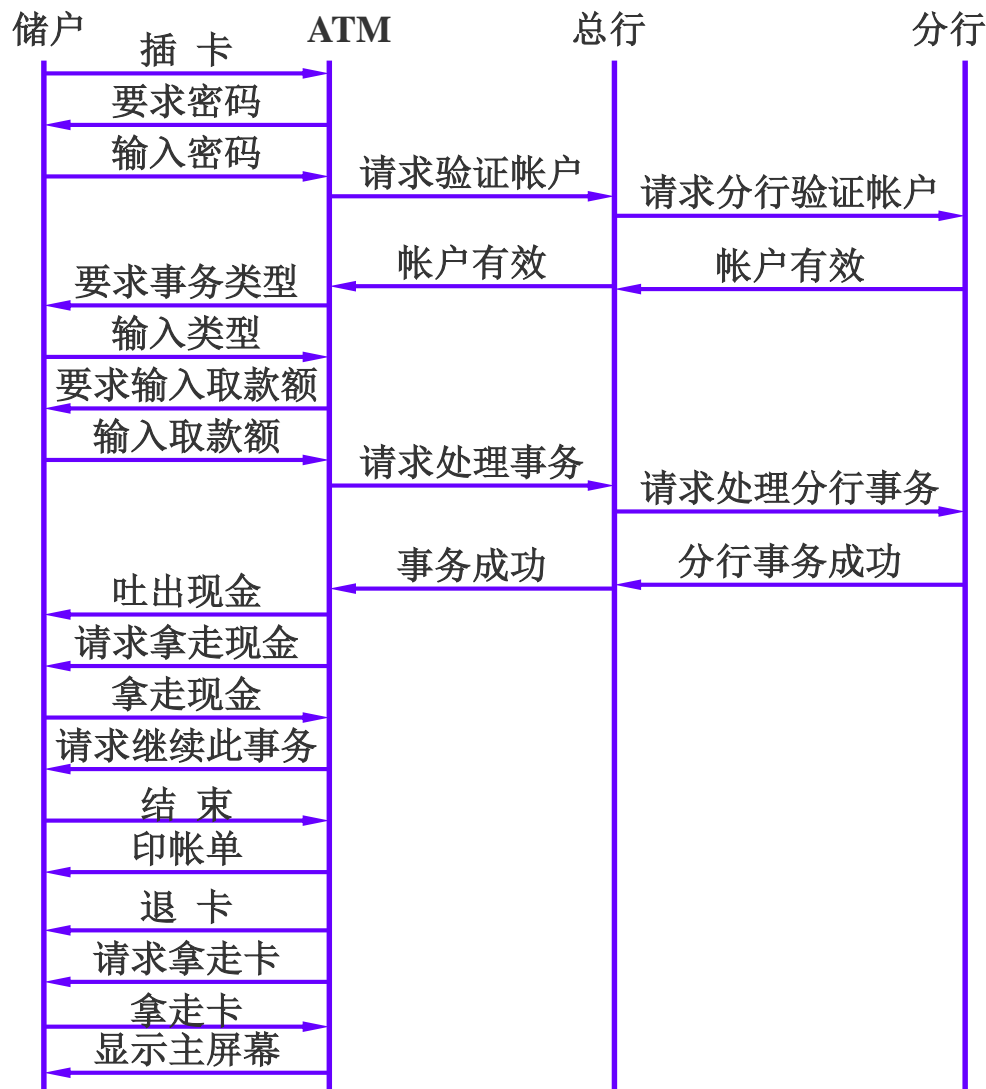 储户 ATM 总行 分行
插 卡
要求密码
输入密码
请求验证帐户
请求分行验证帐户
帐户有效
帐户有效
要求事务类型
输入类型
要求输入取款额
输入取款额
请求处理事务
请求处理分行事务
分行事务成功
事务成功
吐出现金
请求拿走现金
拿走现金
请求继续此事务
结 束
印帐单
退 卡
请求拿走卡
拿走卡
显示主屏幕